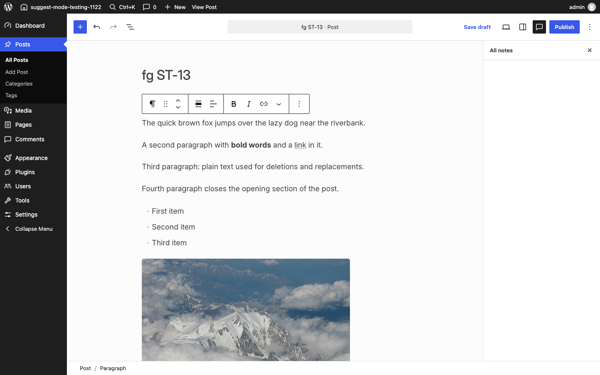 suggest-mode-testing-1122
Ctrl+K
0
New
View Post
admin
Dashboard
Posts
All Posts
Add Post
Categories
Tags
Media
Pages
Comments
Appearance
Plugins
Users
Tools
Settings
Collapse Menu
fg ST-13 · Post
Save draft
Publish
All notes
fg ST-13
B I
The quick brown fox jumps over the lazy dog near the riverbank.
A second paragraph with bold words and a link in it.
Third paragraph: plain text used for deletions and replacements.
Fourth paragraph closes the opening section of the post.
· First item
· Second item
· Third item
Post / Paragraph